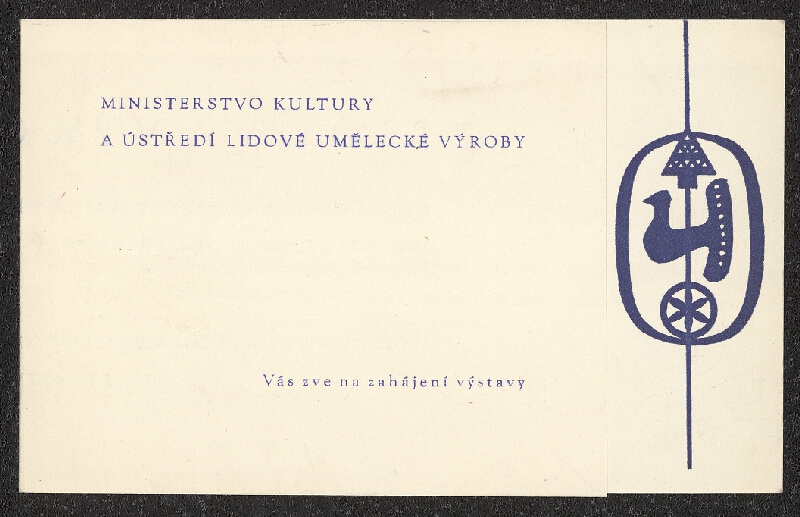 MINISTERSTVO KULTURY
A ÚSTŘEDÍ LIDOVÉ UMĚLECKÉ VÝROBY
Vás zve na zahájení výstavy